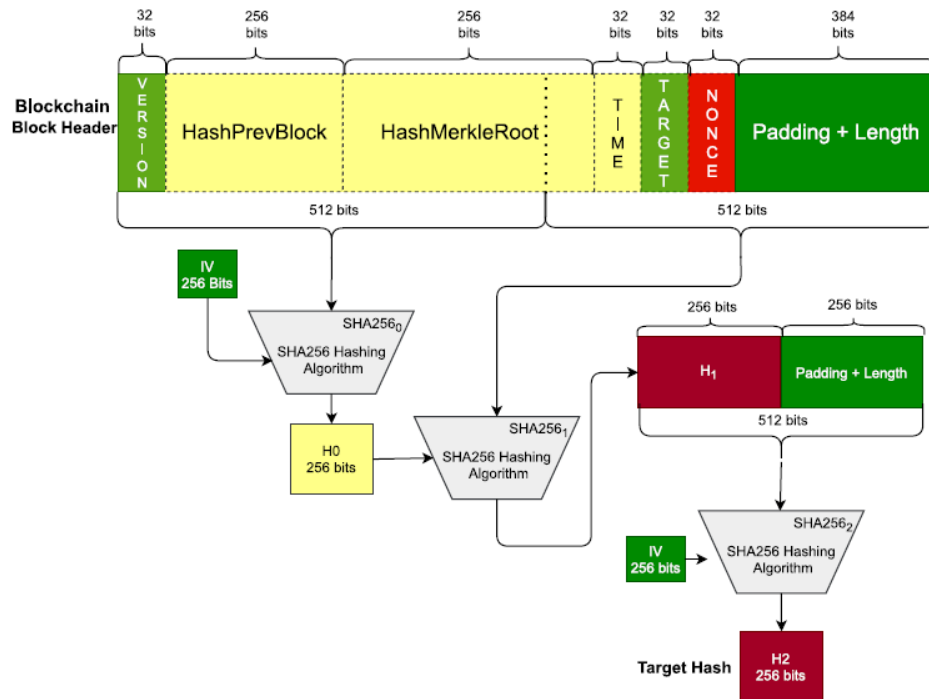 32
bits
256
bits
256
bits
32
bits
32
bits
32
bits
384
bits
Blockchain
Block Header
VERSION
HashPrevBlock
HashMerkleRoot
TIME
TARGET
NONCE
Padding + Length
512 bits
512 bits
IV
256 Bits
SHA256₀
SHA256 Hashing
Algorithm
256 bits
256 bits
H₁
Padding + Length
512 bits
H0
256 bits
SHA256₁
SHA256 Hashing
Algorithm
SHA256₂
SHA256 Hashing
Algorithm
IV
256 bits
Target Hash
H2
256 bits